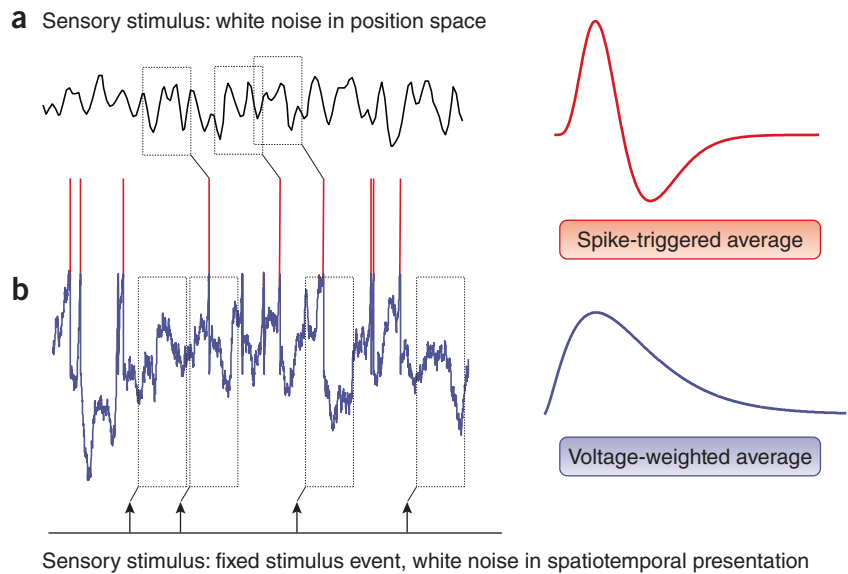 a Sensory stimulus: white noise in position space
Spike-triggered average
b
Voltage-weighted average
Sensory stimulus: fixed stimulus event, white noise in spatiotemporal presentation